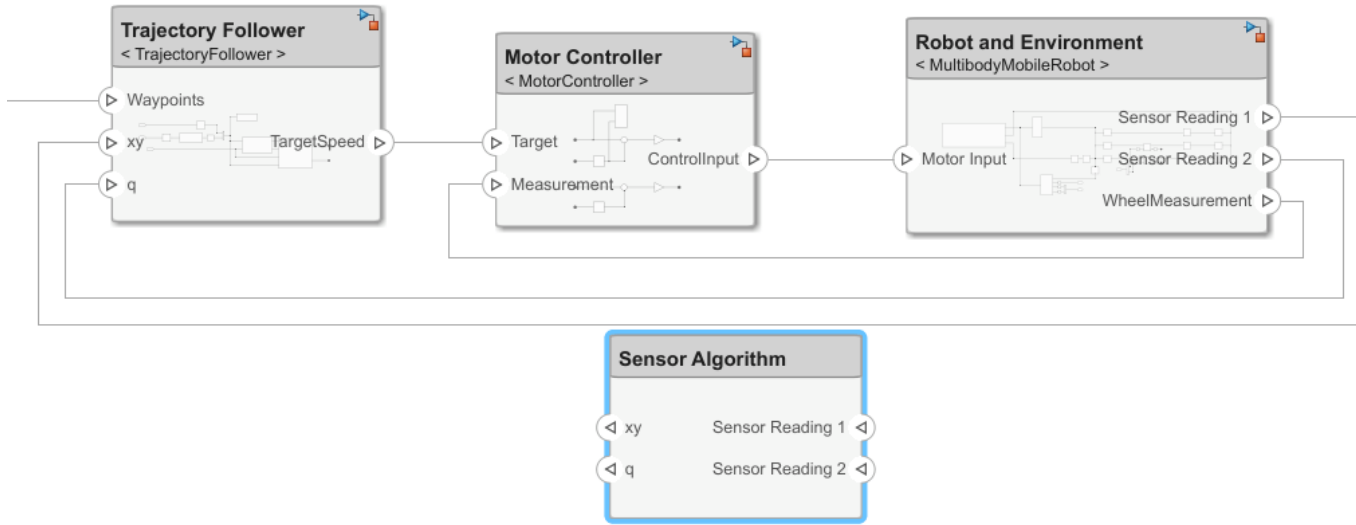 Trajectory Follower
< TrajectoryFollower >
Waypoints
xy
TargetSpeed
q
Motor Controller
< MotorController >
Target
ControlInput
Measurement
Robot and Environment
< MultibodyMobileRobot >
Sensor Reading 1
Motor Input
Sensor Reading 2
WheelMeasurement
Sensor Algorithm
xy
Sensor Reading 1
q
Sensor Reading 2